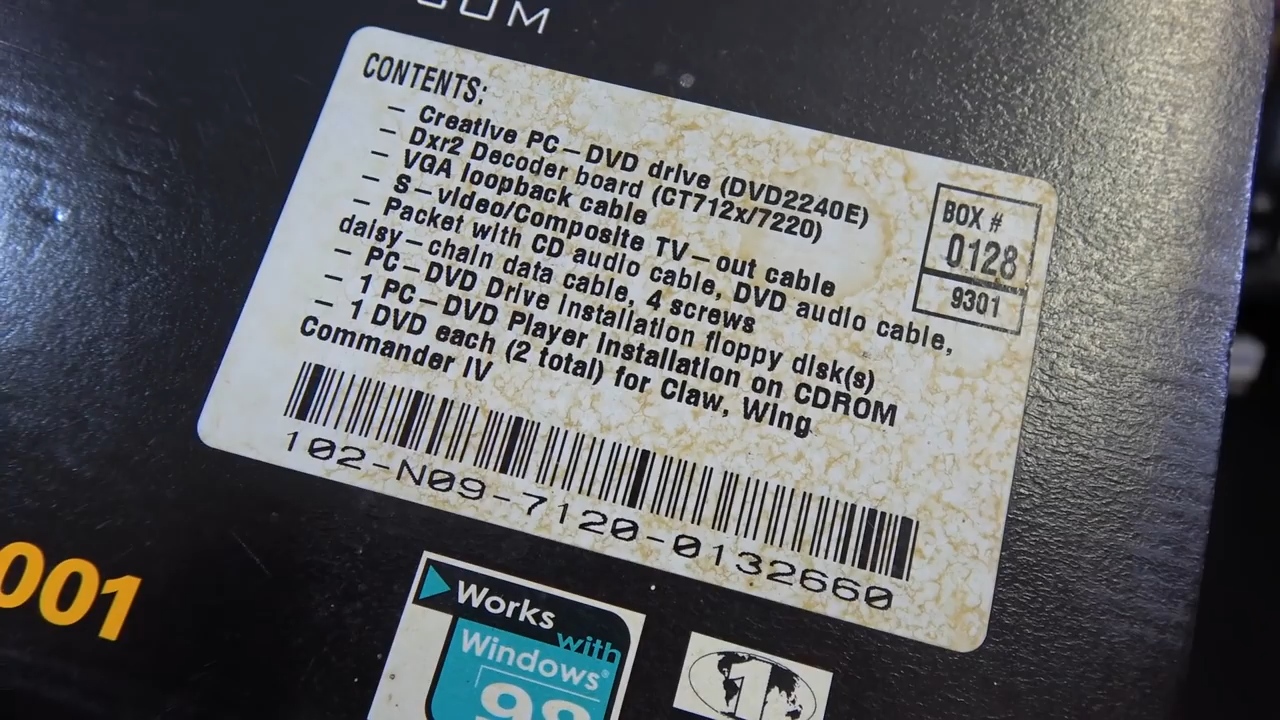 COM
CONTENTS:
– Creative PC–DVD drive (DVD2240E)
– Dxr2 Decoder board (CT712x/7220)
– VGA loopback cable
– S–video/Composite TV–out cable
– Packet with CD audio cable, DVD audio cable,
daisy–chain data cable, 4 screws
– PC–DVD Drive Installation floppy disk(s)
– 1 PC–DVD Player Installation on CDROM
– 1 DVD each (2 total) for Claw, Wing
Commander IV
BOX #
0128
9301
102-N09-7120-0132660
001
Works
with
Windows®
98
1